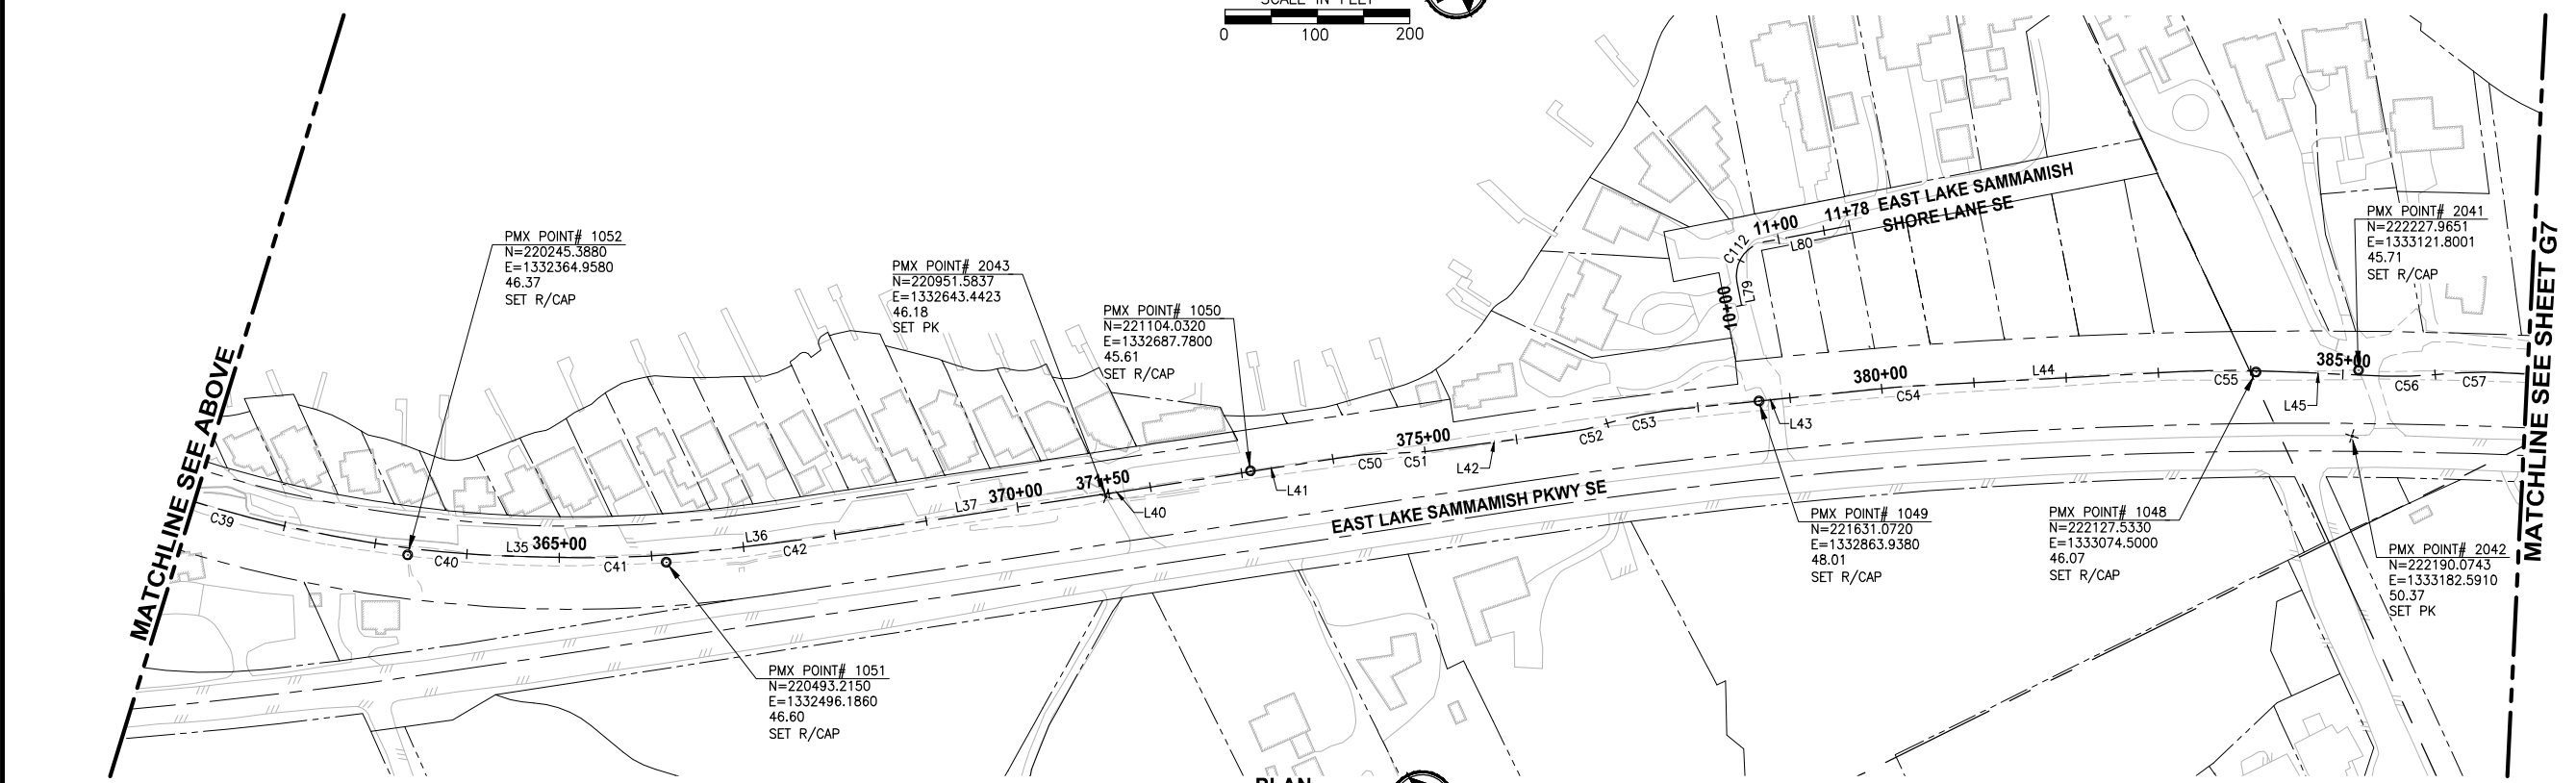 SCALE IN FEET
0 100 200
MATCHLINE SEE ABOVE
PMX POINT# 1052
N=220245.3880
E=1332364.9580
46.37
SET R/CAP
PMX POINT# 2043
N=220951.5837
E=1332643.4423
46.18
SET PK
PMX POINT# 1050
N=221104.0320
E=1332687.7800
45.61
SET R/CAP
11+00
11+78
EAST LAKE SAMMAMISH
SHORE LANE SE
C112
L80
L79
10+00
PMX POINT# 2041
N=222227.9651
E=1333121.8001
45.71
SET R/CAP
MATCHLINE SEE SHEET G7
C39
C40
L35
365+00
C41
L36
C42
L37
370+00
371+50
L40
L41
C50
375+00
C51
L42
C52
C53
L43
380+00
C54
L44
C55
L45
385+00
C56
C57
EAST LAKE SAMMAMISH PKWY SE
PMX POINT# 1051
N=220493.2150
E=1332496.1860
46.60
SET R/CAP
PMX POINT# 1049
N=221631.0720
E=1332863.9380
48.01
SET R/CAP
PMX POINT# 1048
N=222127.5330
E=1333074.5000
46.07
SET R/CAP
PMX POINT# 2042
N=222190.0743
E=1333182.5910
50.37
SET PK
PLAN